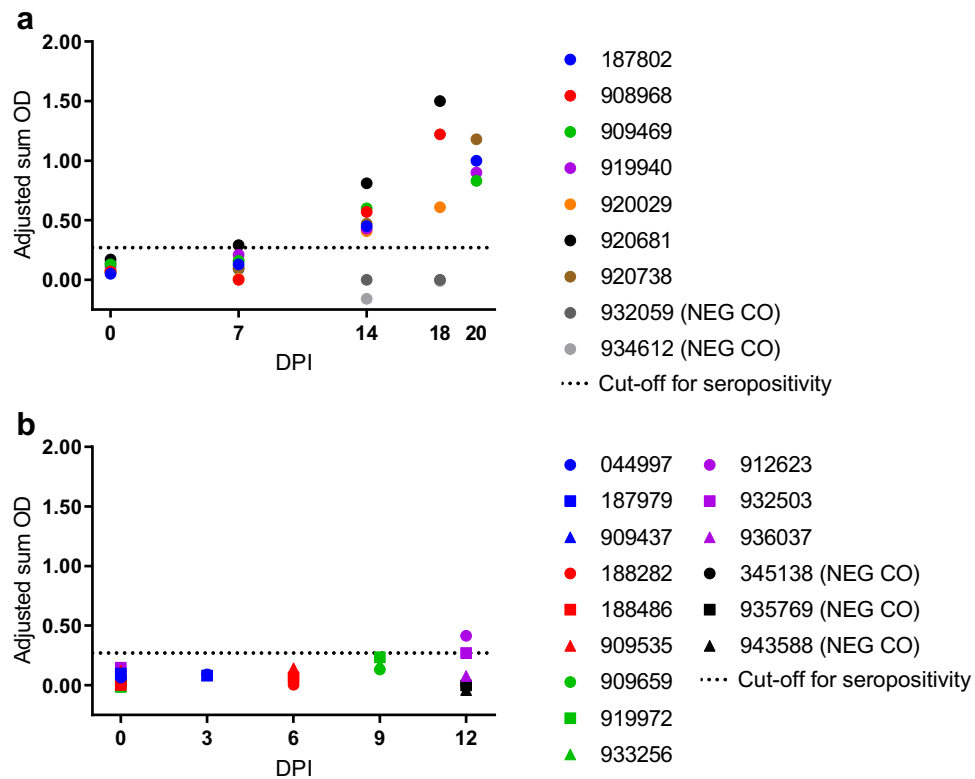 a
2.00
1.50
1.00
0.50
0.00
Adjusted sum OD
0 7 14 18 20
DPI
187802
908968
909469
919940
920029
920681
920738
932059 (NEG CO)
934612 (NEG CO)
Cut-off for seropositivity
b
2.00
1.50
1.00
0.50
0.00
Adjusted sum OD
0 3 6 9 12
DPI
044997
187979
909437
188282
188486
909535
909659
919972
933256
912623
932503
936037
345138 (NEG CO)
935769 (NEG CO)
943588 (NEG CO)
Cut-off for seropositivity